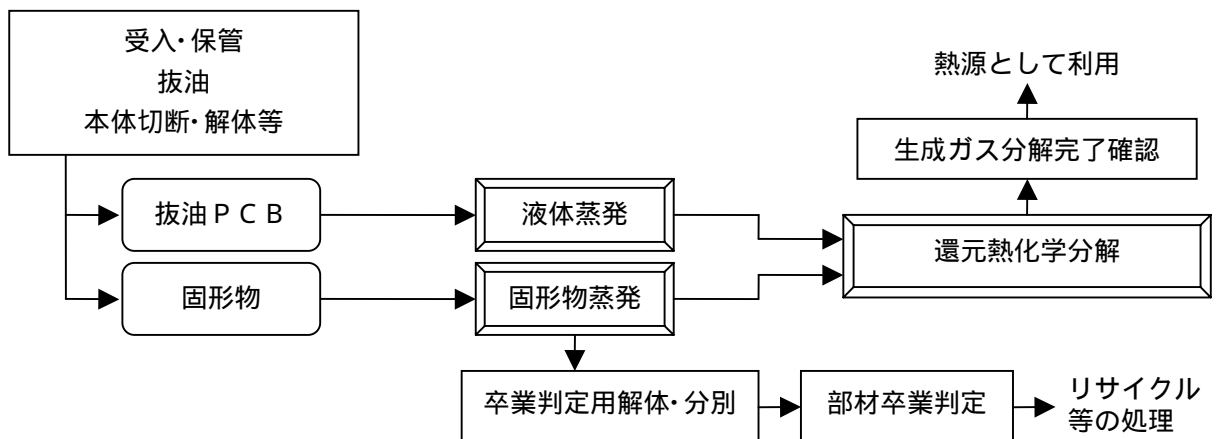 受入・保管
抜油
本体切断・解体等
熱源として利用
生成ガス分解完了確認
抜油ＰＣＢ
液体蒸発
還元熱化学分解
固形物
固形物蒸発
卒業判定用解体・分別
部材卒業判定
リサイクル
等の処理